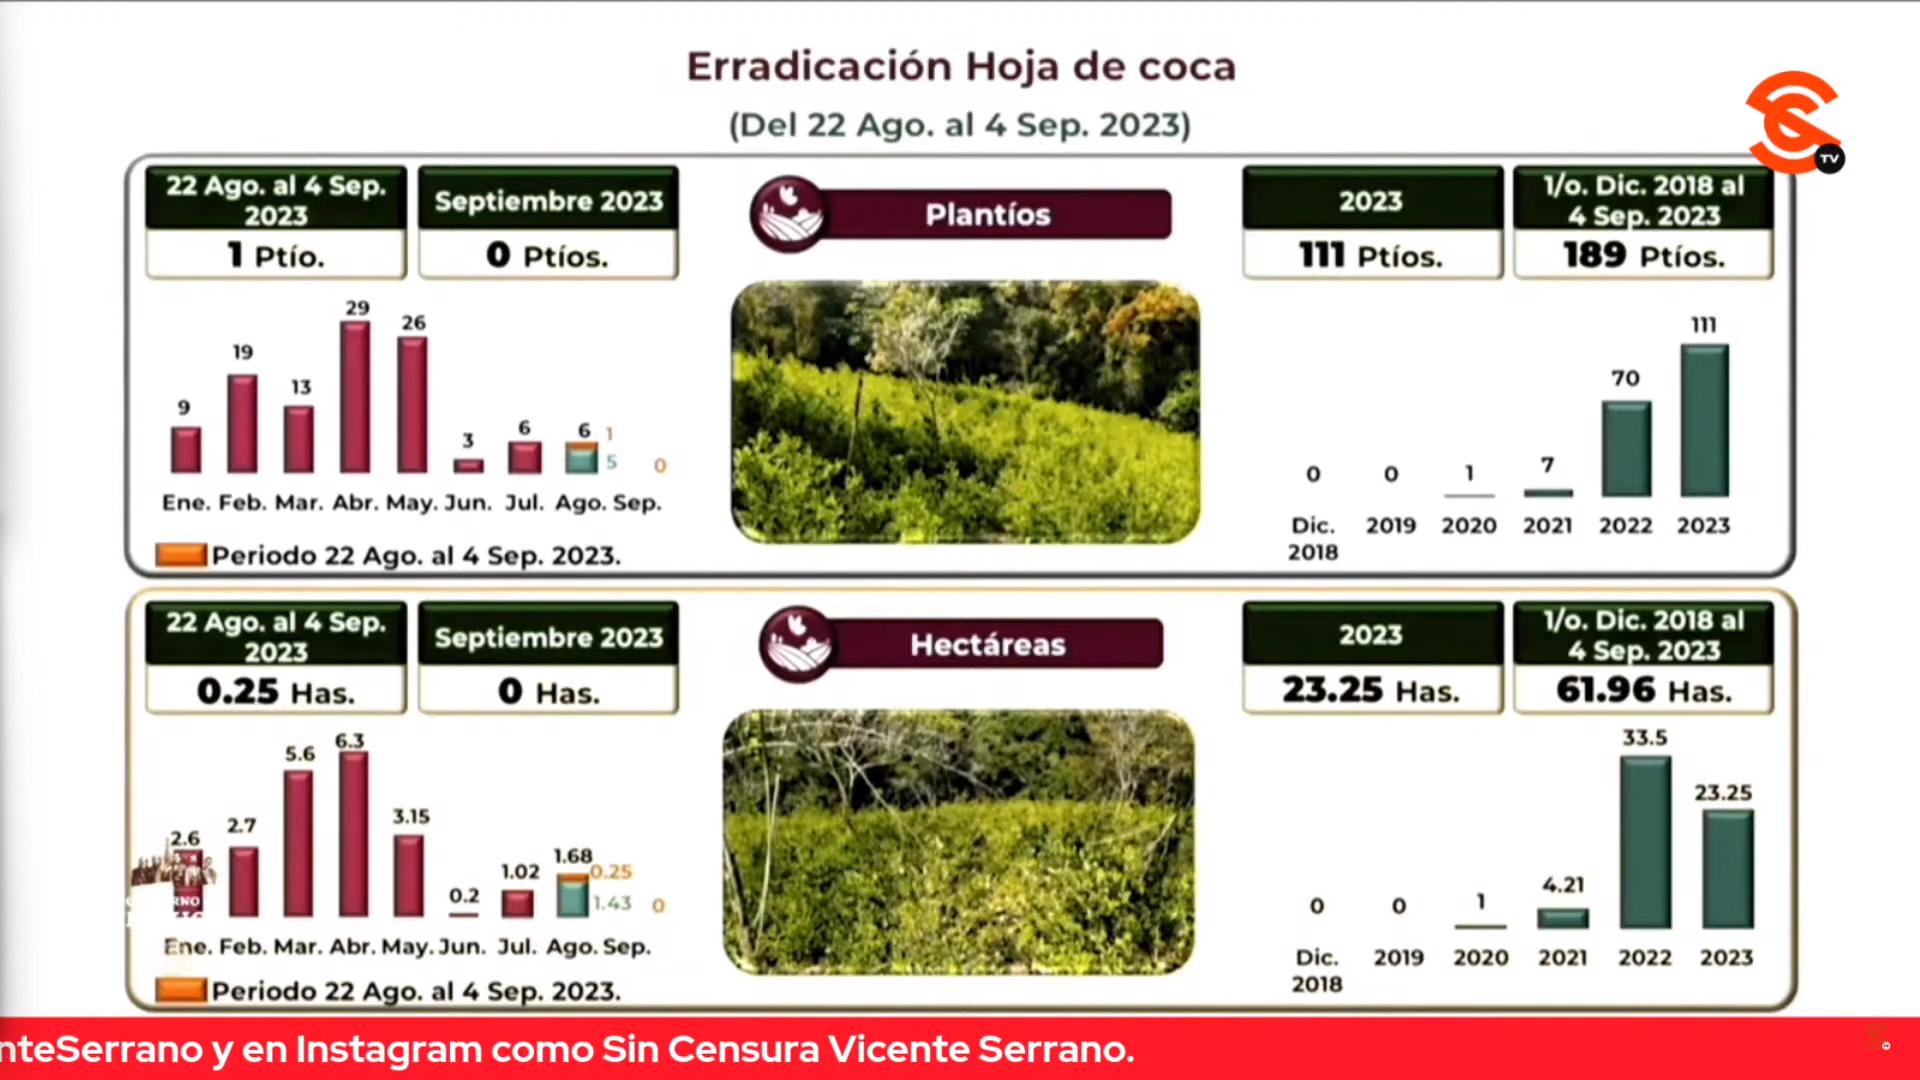 Erradicación Hoja de coca
(Del 22 Ago. al 4 Sep. 2023)
TV
22 Ago. al 4 Sep.
2023
1 Ptío.
Septiembre 2023
0 Ptíos.
Plantíos
2023
111 Ptíos.
1/o. Dic. 2018 al
4 Sep. 2023
189 Ptíos.
9
19
13
29
26
3
6
6
1
5
0
Ene. Feb. Mar. Abr. May. Jun. Jul. Ago. Sep.
Periodo 22 Ago. al 4 Sep. 2023.
0
0
1
7
70
111
Dic.
2018
2019
2020
2021
2022
2023
22 Ago. al 4 Sep.
2023
0.25 Has.
Septiembre 2023
0 Has.
Hectáreas
2023
23.25 Has.
1/o. Dic. 2018 al
4 Sep. 2023
61.96 Has.
2.6
2.7
5.6
6.3
3.15
0.2
1.02
1.68
0.25
1.43
0
Ene. Feb. Mar. Abr. May. Jun. Jul. Ago. Sep.
Periodo 22 Ago. al 4 Sep. 2023.
0
0
1
4.21
33.5
23.25
Dic.
2018
2019
2020
2021
2022
2023
nteSerrano y en Instagram como Sin Censura Vicente Serrano.